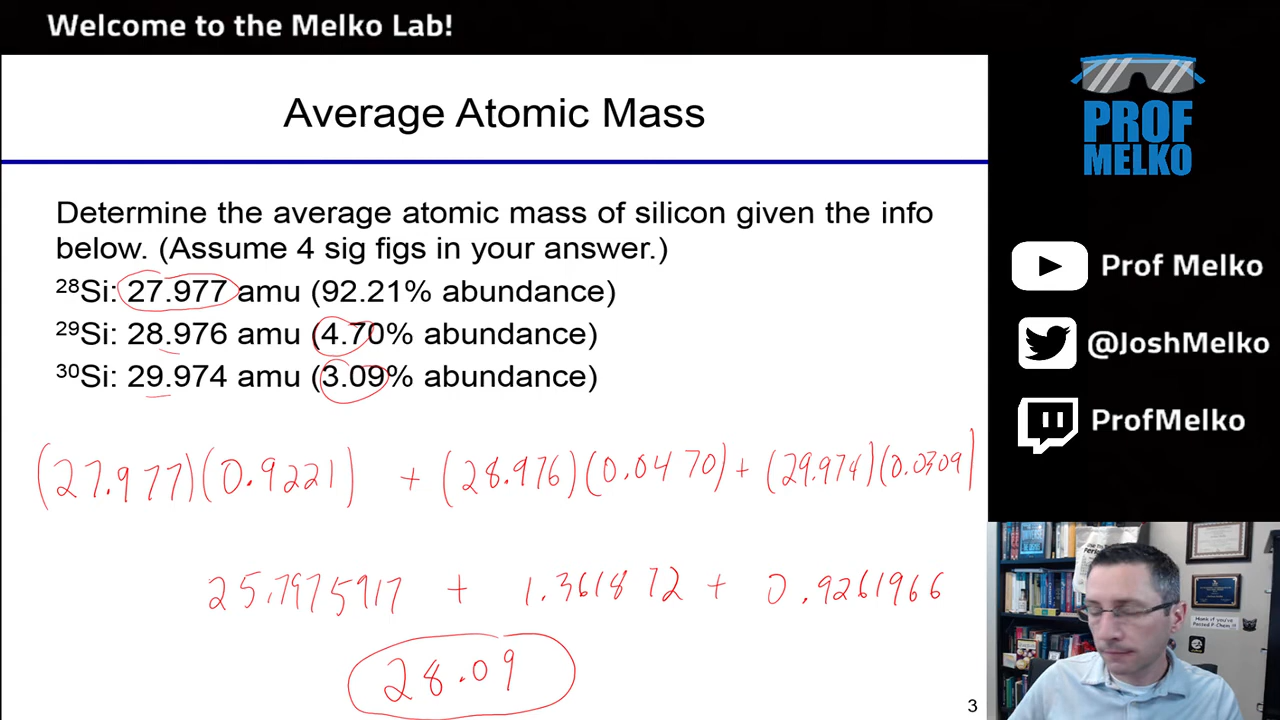 Welcome to the Melko Lab!
PROF
MELKO
Average Atomic Mass
Determine the average atomic mass of silicon given the info
below. (Assume 4 sig figs in your answer.)
²⁸Si: 27.977 amu (92.21% abundance)
²⁹Si: 28.976 amu (4.70% abundance)
³⁰Si: 29.974 amu (3.09% abundance)
Prof Melko
@JoshMelko
ProfMelko
(27.977)(0.9221) + (28.976)(0.0470) + (29.974)(0.0309)
25.7975917 + 1.361872 + 0.9261966
28.09
3